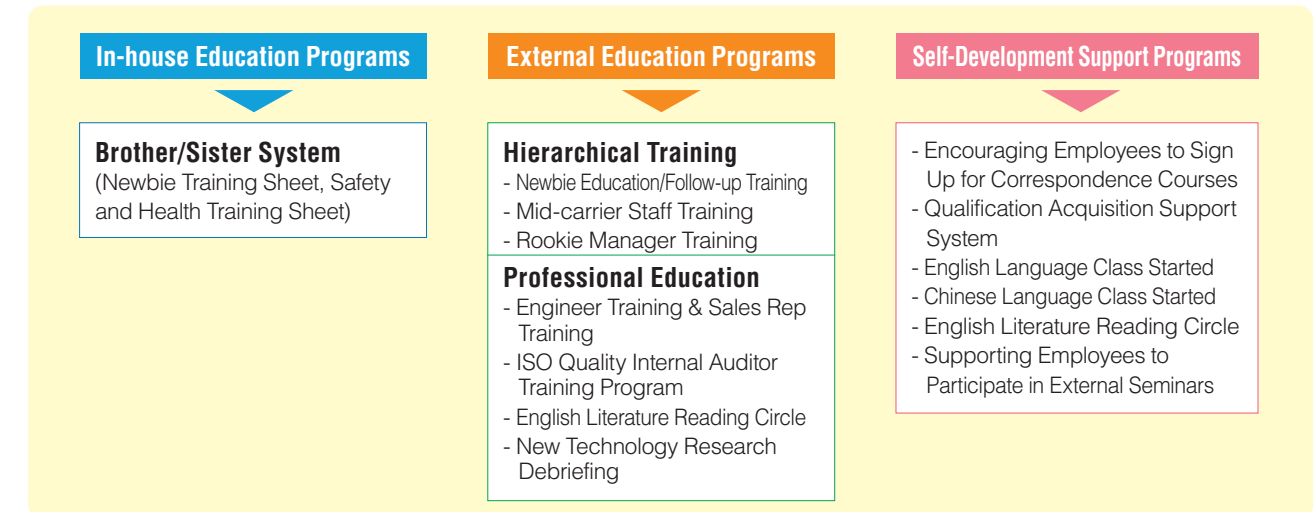 In-house Education Programs
Brother/Sister System
(Newbie Training Sheet, Safety
and Health Training Sheet)
External Education Programs
Hierarchical Training
- Newbie Education/Follow-up Training
- Mid-carrier Staff Training
- Rookie Manager Training
Professional Education
- Engineer Training & Sales Rep
Training
- ISO Quality Internal Auditor
Training Program
- English Literature Reading Circle
- New Technology Research
Debriefing
Self-Development Support Programs
- Encouraging Employees to Sign
Up for Correspondence Courses
- Qualification Acquisition Support
System
- English Language Class Started
- Chinese Language Class Started
- English Literature Reading Circle
- Supporting Employees to
Participate in External Seminars